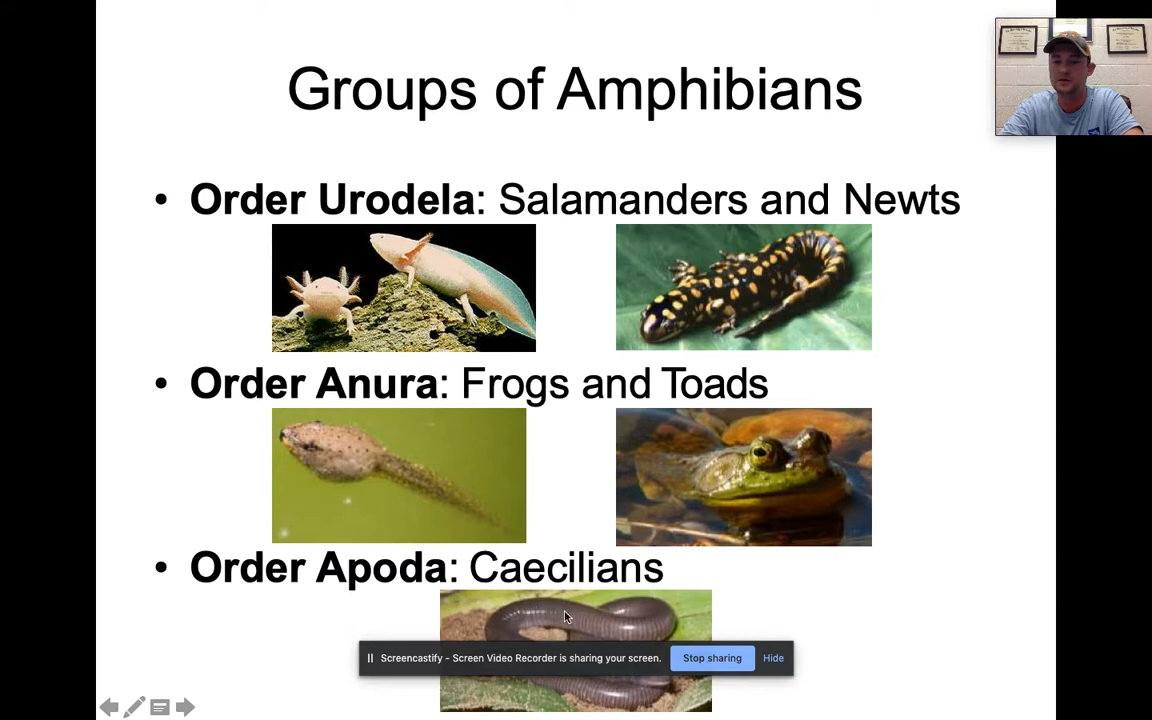 Groups of Amphibians
• Order Urodela: Salamanders and Newts
• Order Anura: Frogs and Toads
• Order Apoda: Caecilians
Screencastify - Screen Video Recorder is sharing your screen. Stop sharing Hide